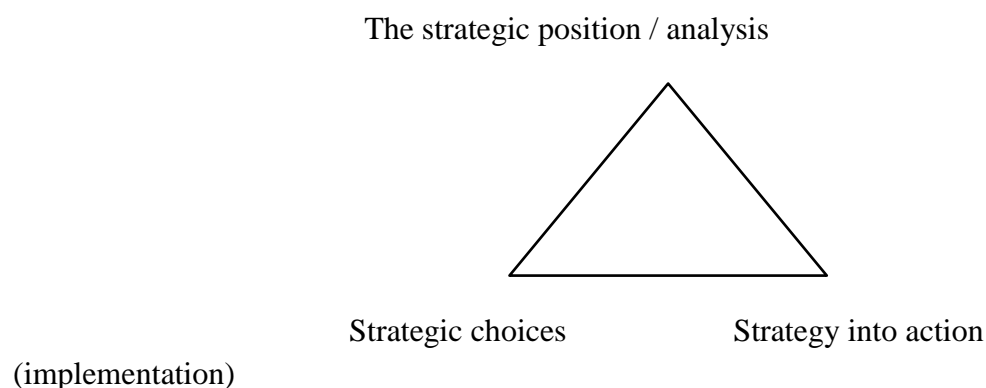 The strategic position / analysis
Strategic choices Strategy into action
(implementation)